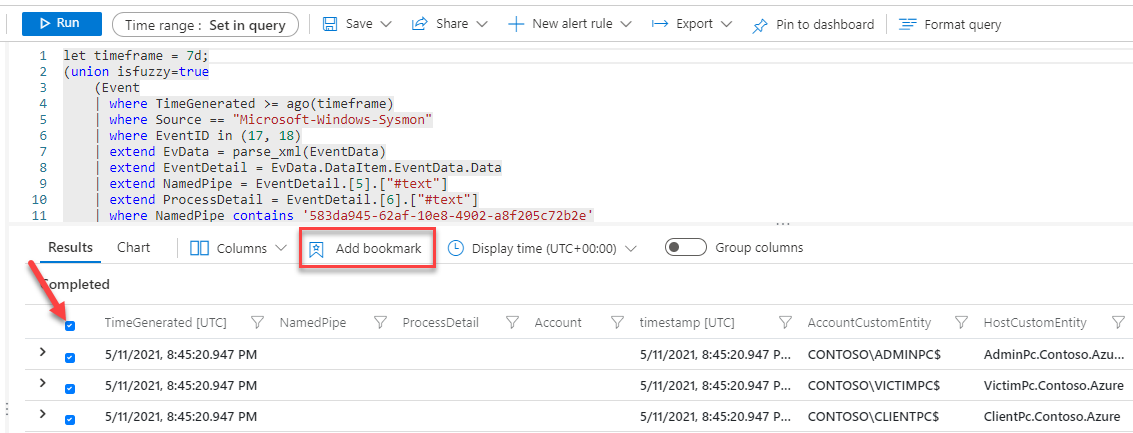 Run Time range : Set in query Save Share New alert rule Export Pin to dashboard Format query
1 let timeframe = 7d;
2 (union isfuzzy=true
3 (Event
4 | where TimeGenerated >= ago(timeframe)
5 | where Source == "Microsoft-Windows-Sysmon"
6 | where EventID in (17, 18)
7 | extend EvData = parse_xml(EventData)
8 | extend EventDetail = EvData.DataItem.EventData.Data
9 | extend NamedPipe = EventDetail.[5].["#text"]
10 | extend ProcessDetail = EventDetail.[6].["#text"]
11 | where NamedPipe contains '583da945-62af-10e8-4902-a8f205c72b2e'
Results Chart Columns Add bookmark Display time (UTC+00:00) Group columns
Completed
TimeGenerated [UTC] NamedPipe ProcessDetail Account timestamp [UTC] AccountCustomEntity HostCustomEntity
5/11/2021, 8:45:20.947 PM 5/11/2021, 8:45:20.947 P... CONTOSO\ADMINPC$ AdminPc.Contoso.Azu...
5/11/2021, 8:45:20.947 PM 5/11/2021, 8:45:20.947 P... CONTOSO\VICTIMPC$ VictimPc.Contoso.Azure
5/11/2021, 8:45:20.947 PM 5/11/2021, 8:45:20.947 P... CONTOSO\CLIENTPC$ ClientPc.Contoso.Azure